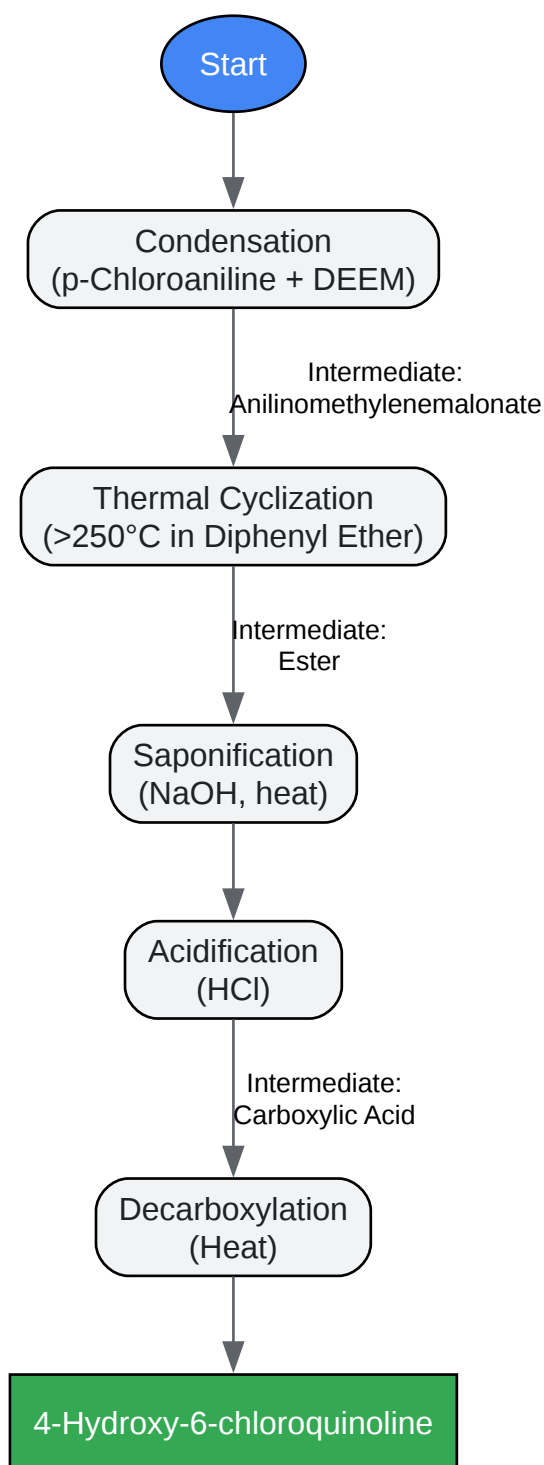 Start
Condensation
(p-Chloroaniline + DEEM)
Intermediate:
Anilinomethylenemalonate
Thermal Cyclization
(>250°C in Diphenyl Ether)
Intermediate:
Ester
Saponification
(NaOH, heat)
Acidification
(HCl)
Intermediate:
Carboxylic Acid
Decarboxylation
(Heat)
4-Hydroxy-6-chloroquinoline